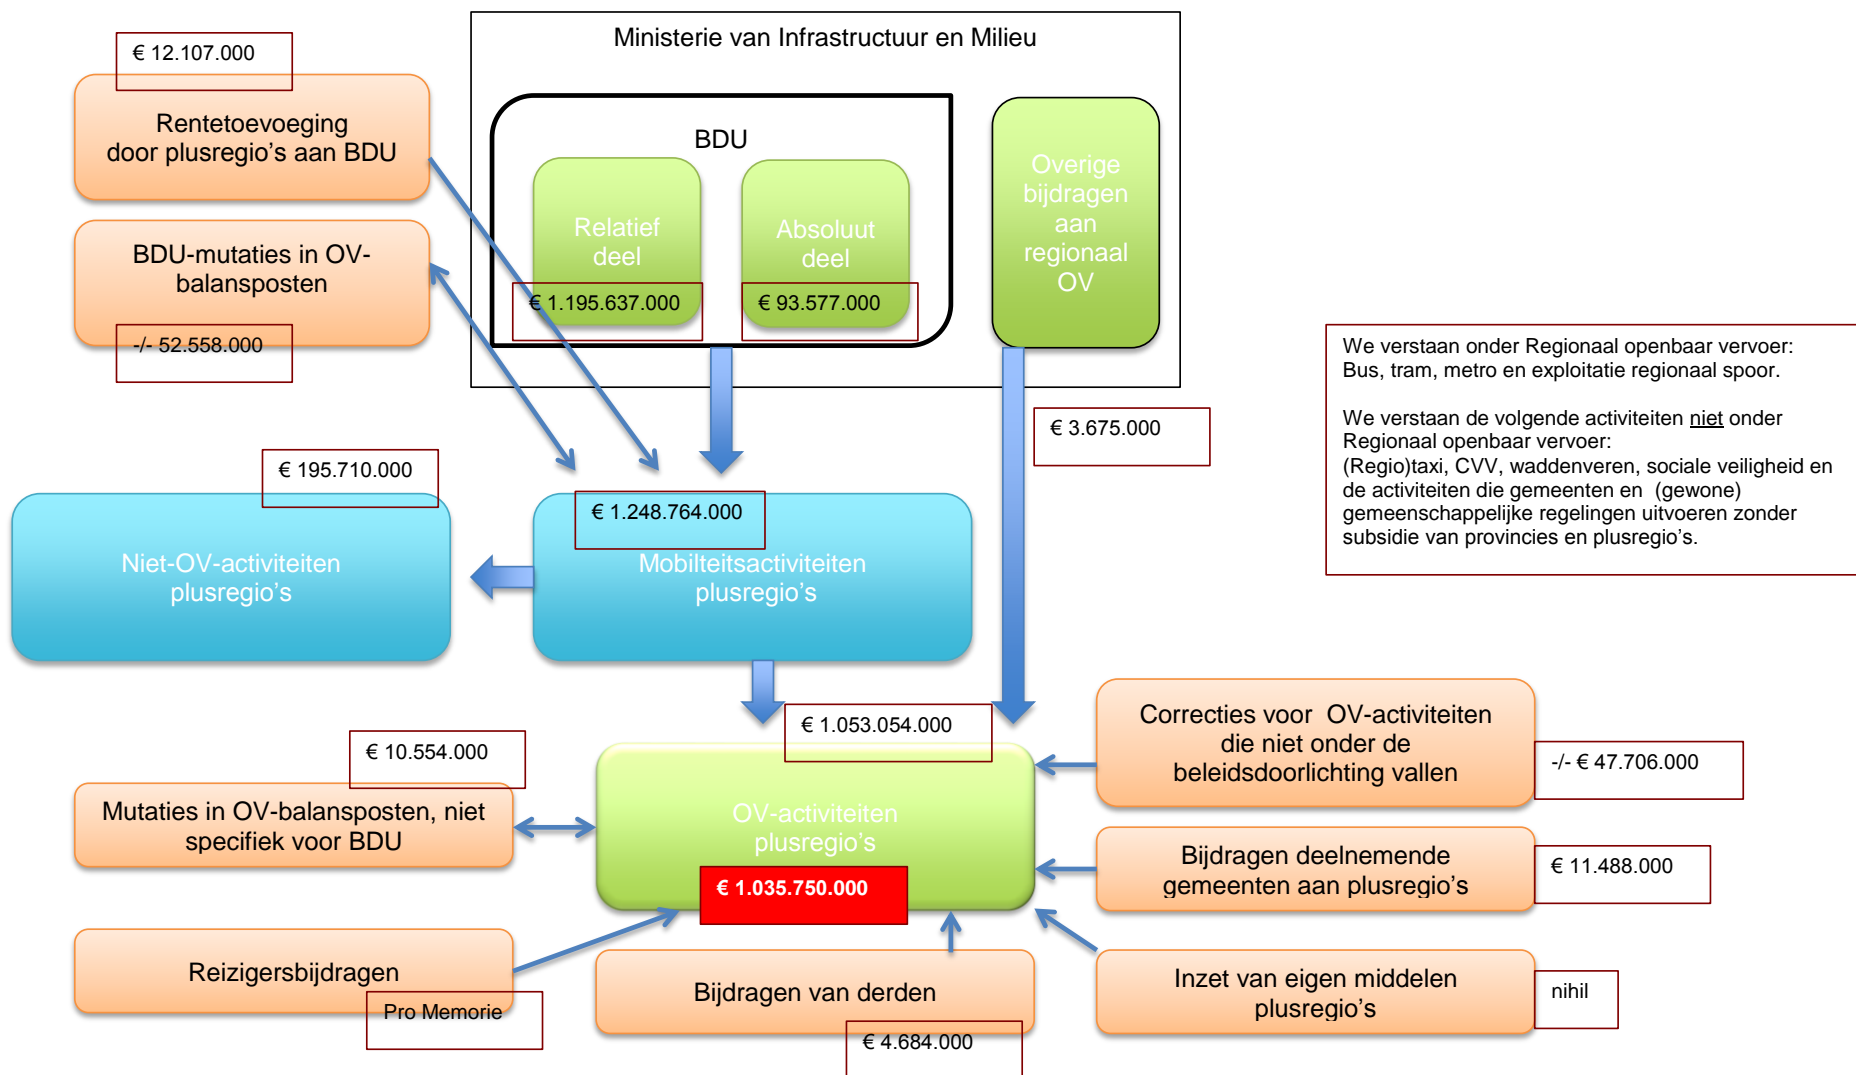 € 12.107.000
Rentetoevoeging
door plusregio's aan BDU
BDU-mutaties in OV-
balansposten
-/- 52.558.000
Ministerie van Infrastructuur en Milieu
BDU
Relatief
deel
€ 1.195.637.000
Absoluut
deel
€ 93.577.000
Overige
bijdragen
aan
regionaal
OV
€ 3.675.000
We verstaan onder Regionaal openbaar vervoer:
Bus, tram, metro en exploitatie regionaal spoor.
We verstaan de volgende activiteiten niet onder
Regionaal openbaar vervoer:
(Regio)taxi, CVV, waddenveren, sociale veiligheid en
de activiteiten die gemeenten en (gewone)
gemeenschappelijke regelingen uitvoeren zonder
subsidie van provincies en plusregio's.
€ 195.710.000
Niet-OV-activiteiten
plusregio's
€ 1.248.764.000
Mobilteitsactiviteiten
plusregio's
€ 1.053.054.000
€ 10.554.000
Mutaties in OV-balansposten, niet
specifiek voor BDU
OV-activiteiten
plusregio's
€ 1.035.750.000
Correcties voor OV-activiteiten
die niet onder de
beleidsdoorlichting vallen
-/- € 47.706.000
Bijdragen deelnemende
gemeenten aan plusregio's
€ 11.488.000
Reizigersbijdragen
Pro Memorie
Bijdragen van derden
€ 4.684.000
Inzet van eigen middelen
plusregio's
nihil